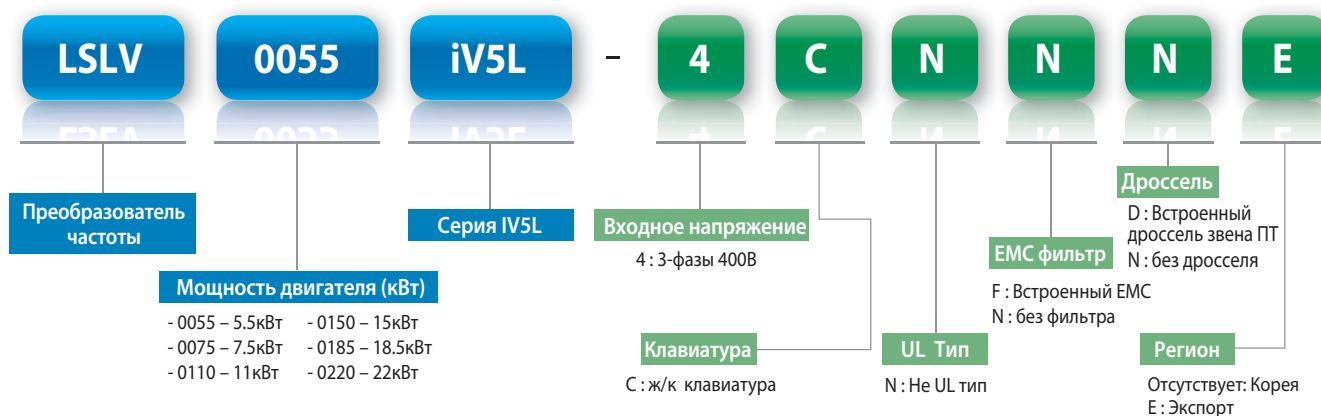 LSLV 0055 iV5L - 4 C N N N E
Преобразователь
частоты
Мощность двигателя (кВт)
- 0055 – 5.5кВт - 0150 – 15кВт
- 0075 – 7.5кВт - 0185 – 18.5кВт
- 0110 – 11кВт - 0220 – 22кВт
Серия IV5L
Входное напряжение
4 : 3-фазы 400В
Клавиатура
C : ж/к клавиатура
UL Тип
N : Не UL тип
EMC фильтр
F : Встроенный EMC
N : без фильтра
Дроссель
D : Встроенный
дроссель звена ПТ
N : без дросселя
Регион
Отсутствует: Корея
E : Экспорт